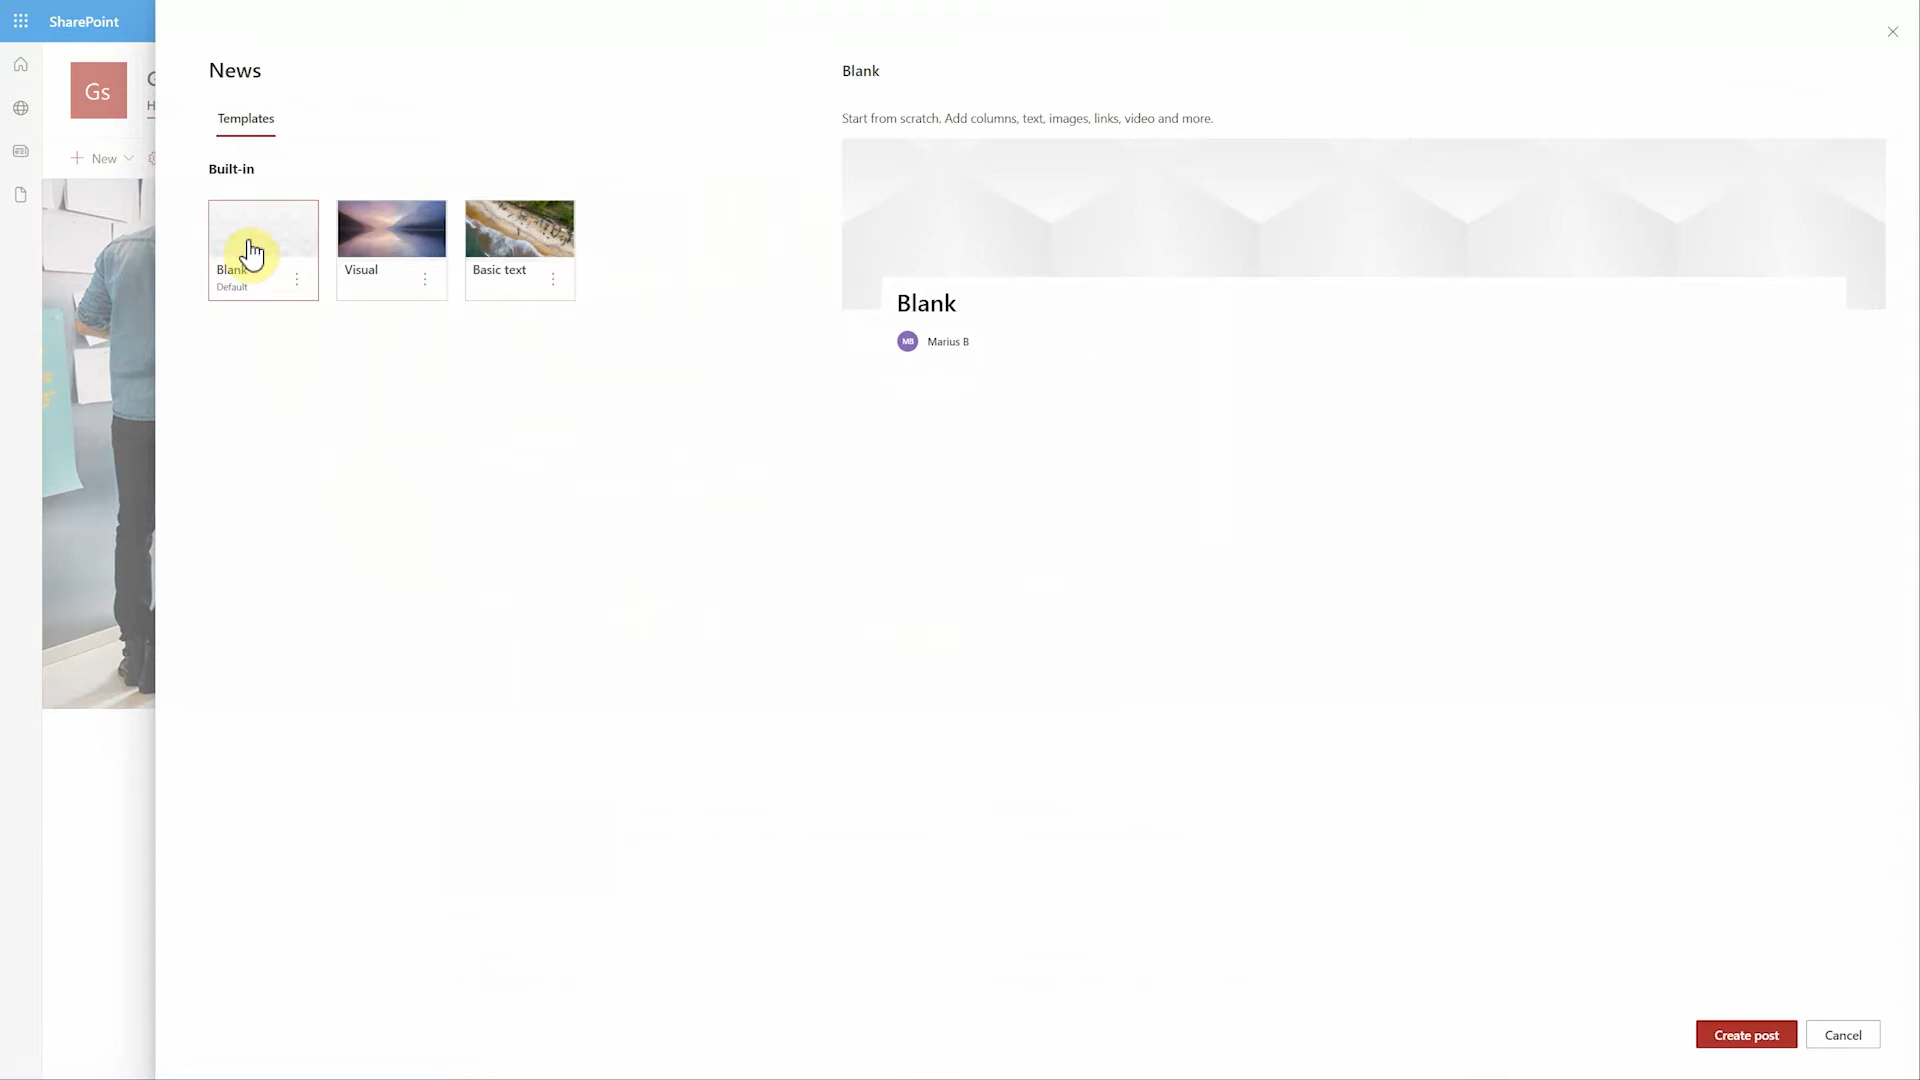 SharePoint
News
Blank
Gs
G
H
Templates
Start from scratch. Add columns, text, images, links, video and more.
New
Built-in
Blank
Default
Visual
Basic text
Blank
MB
Marius B
Create post
Cancel